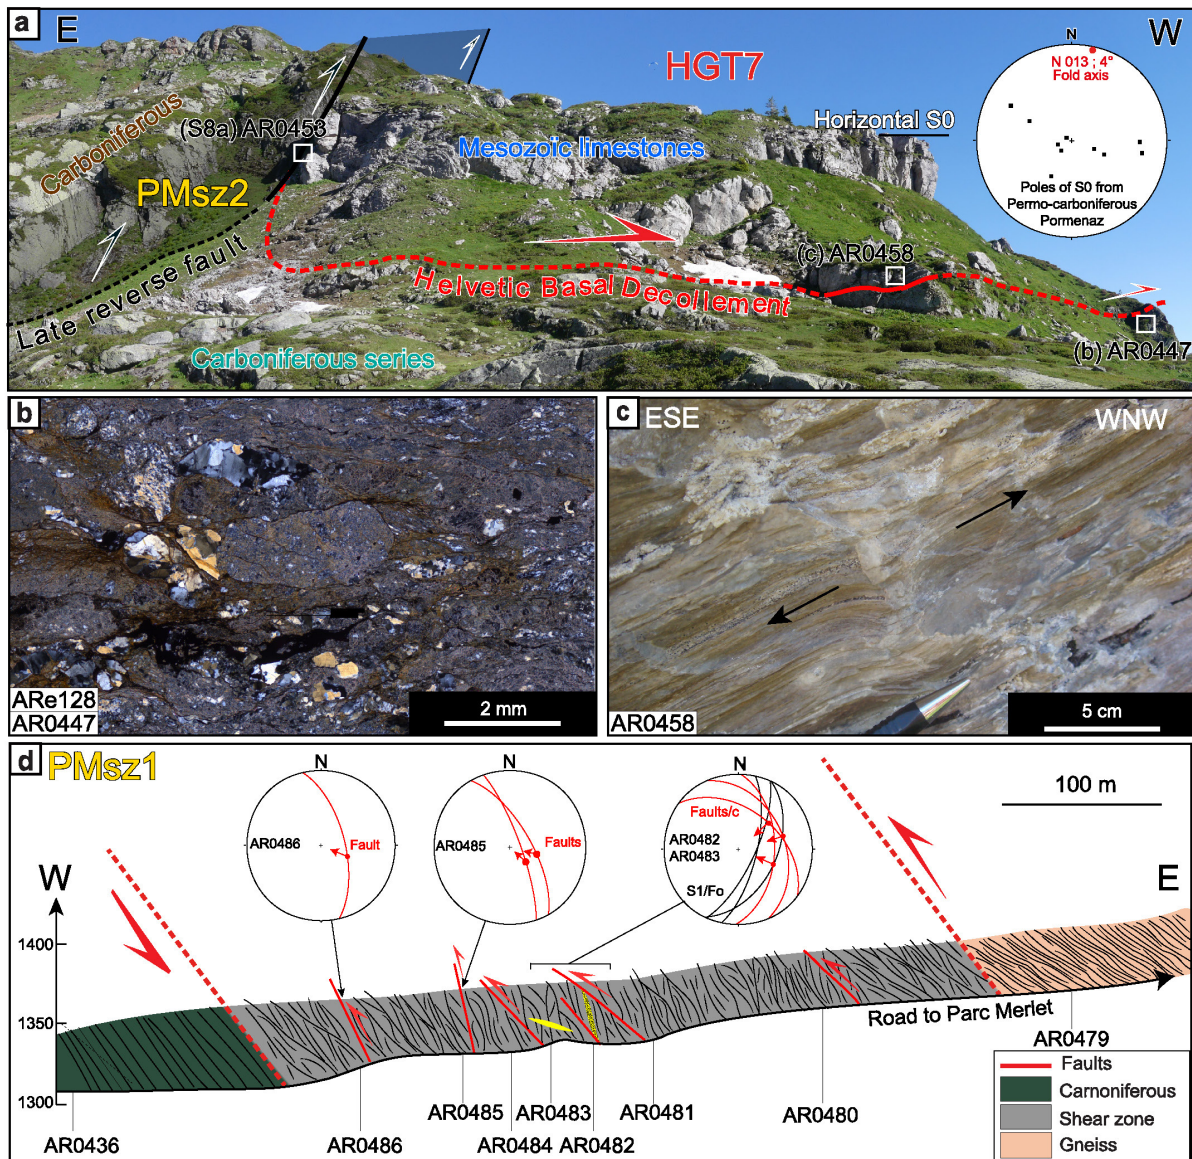 a
E
W
HGT7
N 013 ; 4°
Fold axis
Poles of S0 from
Permo-carboniferous
Pormenaz
N
Horizontal S0
Carboniferous
(S8a) AR0453
Mesozoïc limestones
PMsz2
(c) AR0458
Late reverse fault
Helvetic Basal Decollement
Carboniferous series
(b) AR0447
b
ARe128
AR0447
2 mm
c
ESE
WNW
AR0458
5 cm
d
PMsz1
N
AR0486
Fault
N
AR0485
Faults
N
Faults/c
AR0482
AR0483
S1/Fo
100 m
W
E
1400
1350
1300
Road to Parc Merlet
AR0436
AR0486
AR0485
AR0484
AR0483
AR0482
AR0481
AR0480
AR0479
Faults
Carnoniferous
Shear zone
Gneiss